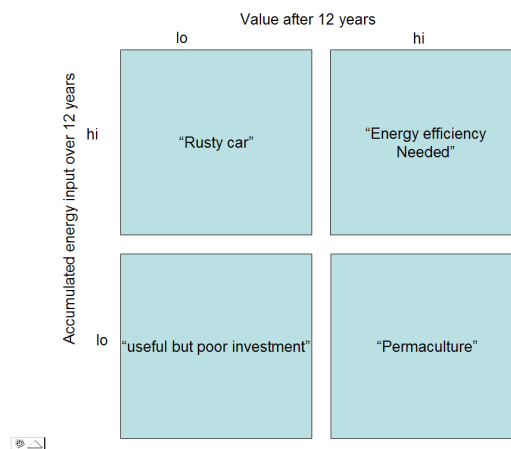 Value after 12 years
lo
hi
Accumulated energy input over 12 years
hi
“Rusty car”
“Energy efficiency
Needed”
lo
“useful but poor investment”
“Permaculture”